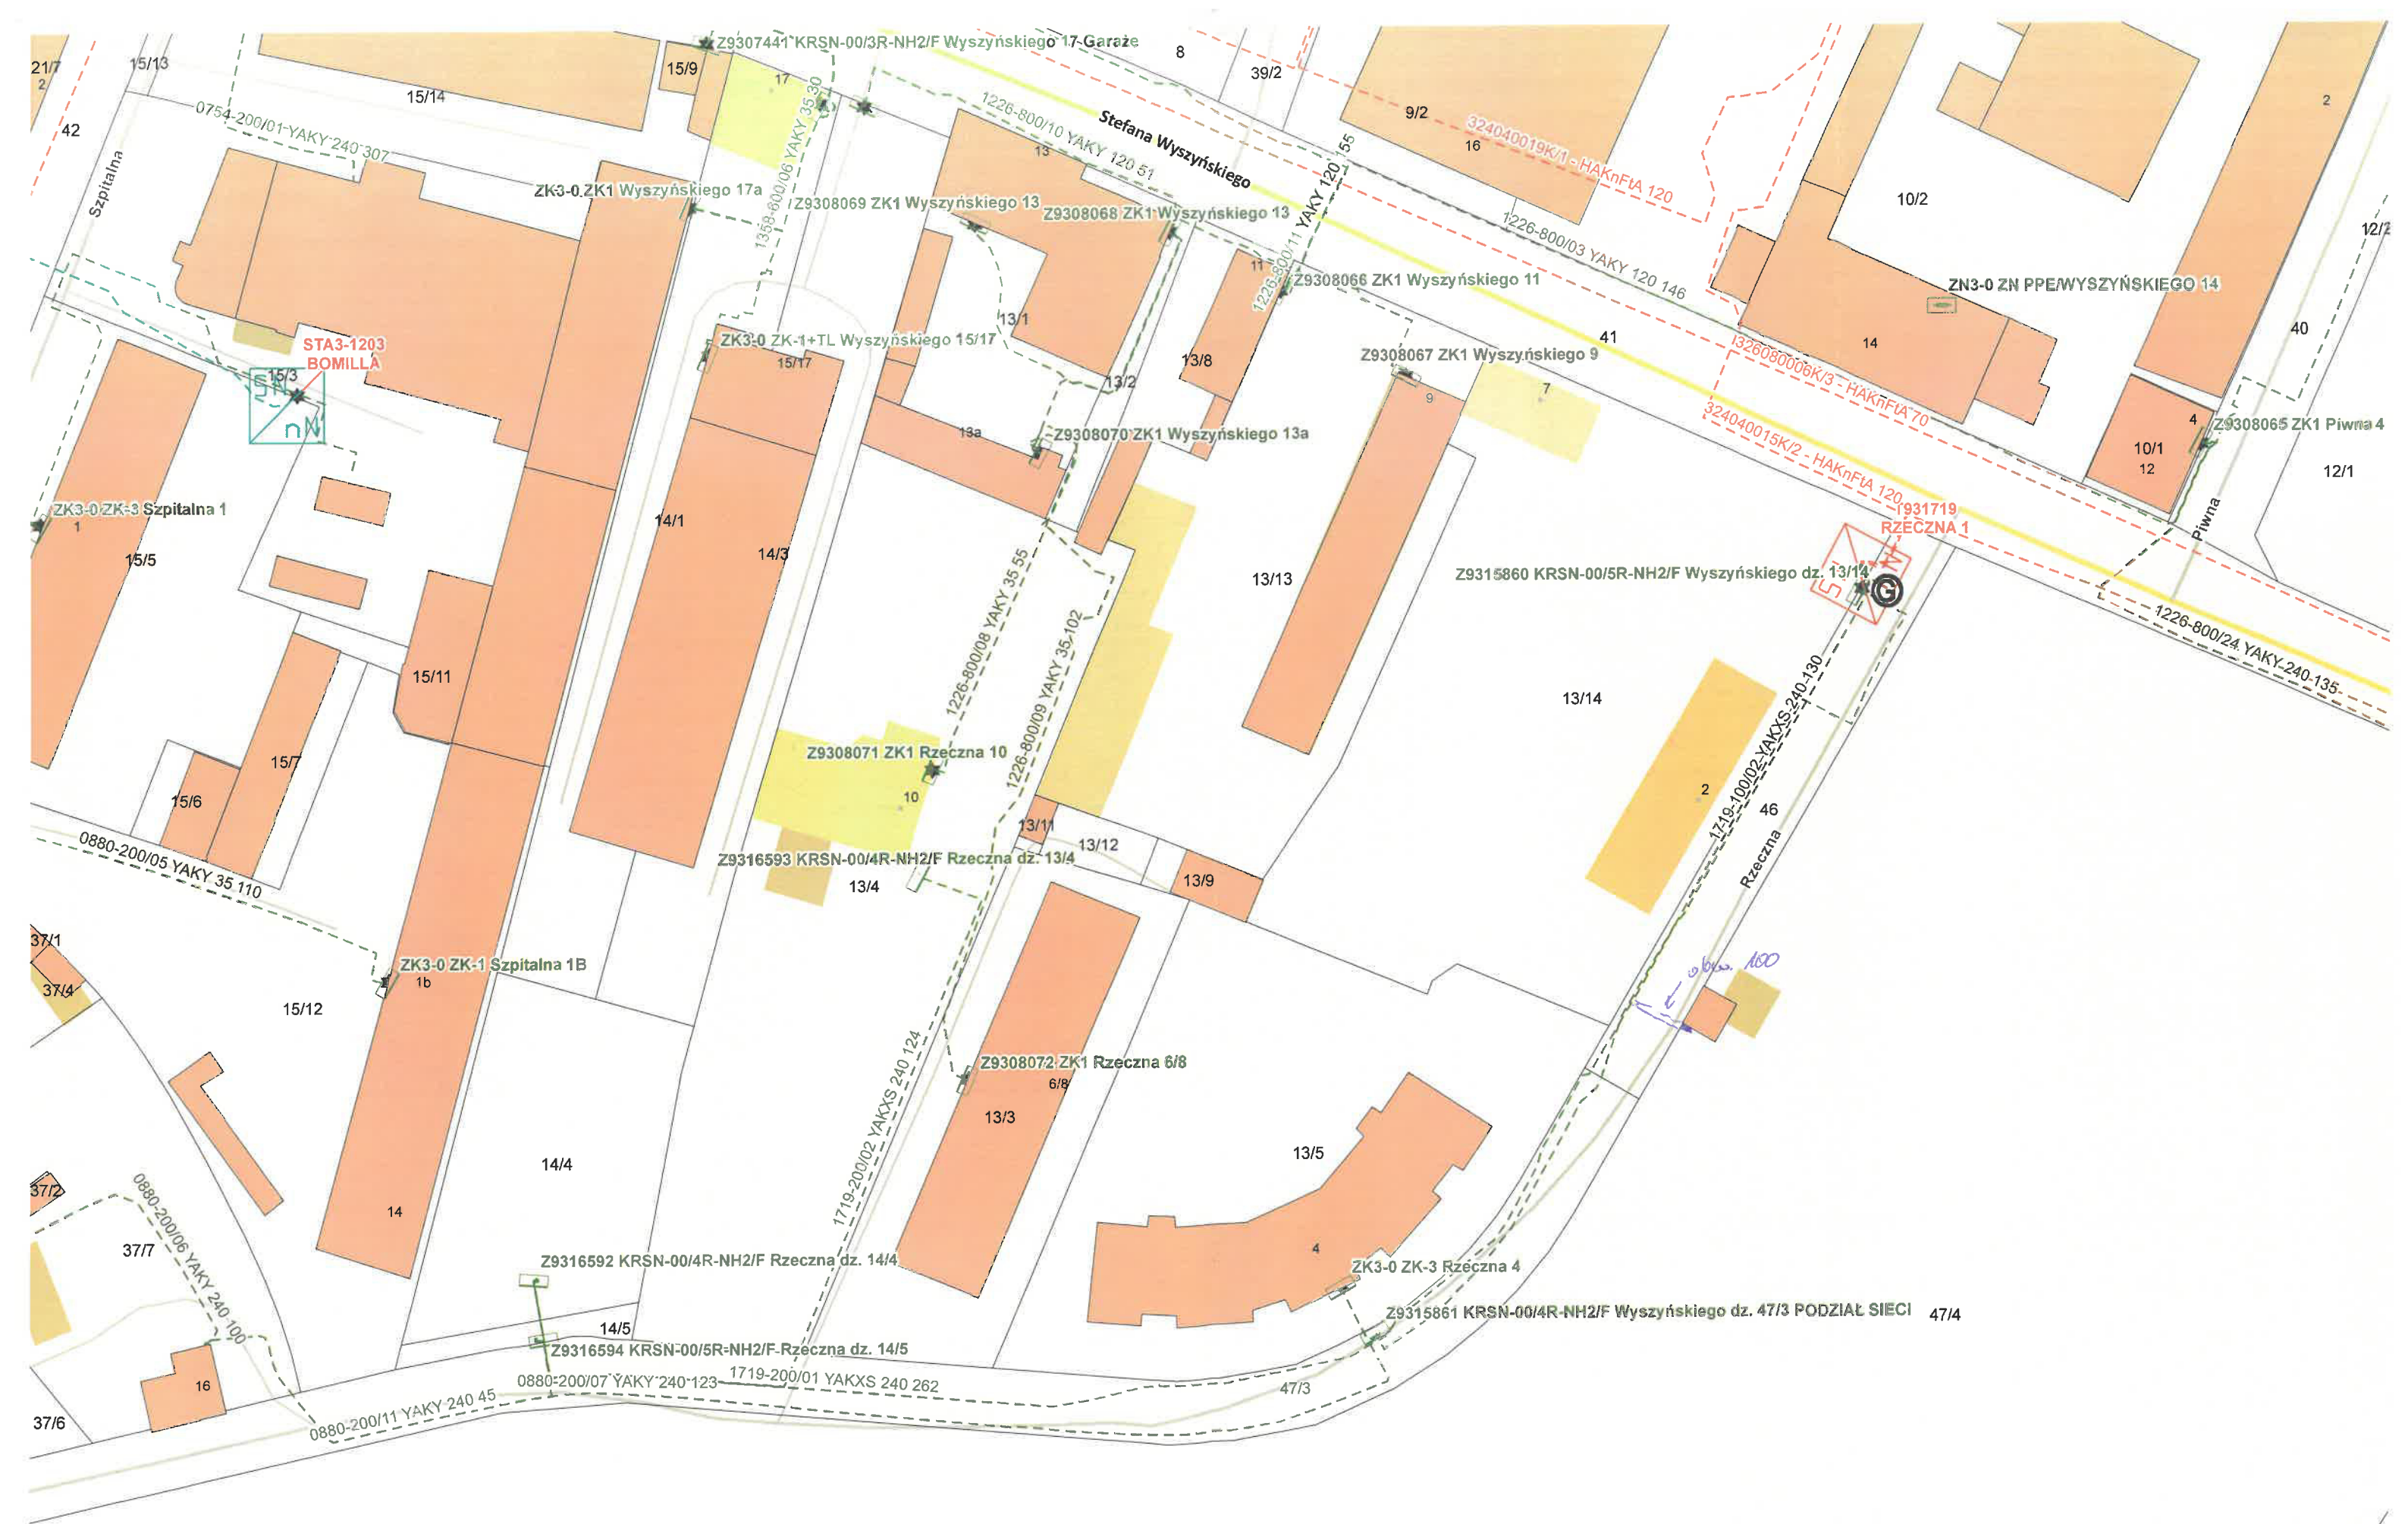 Z9307441 KRSN-00/3R-NH2/F Wyszyńskiego 17 Garaże
8
21/7
2
15/13
15/9
17
39/2
15/14
9/2
16
2
42
0754-200/01 YAKY 240 307
1358-600/06 YAKY 35 30
1226-800/10 YAKY 120 51
Stefana Wyszyńskiego
324040019K/1 - HAKnFtA 120
13
Szpitalna
ZK3-0 ZK1 Wyszyńskiego 17a
Z9308069 ZK1 Wyszyńskiego 13
Z9308068 ZK1 Wyszyńskiego 13
1226-800/11 YAKY 120 155
1226-800/03 YAKY 120 146
10/2
11
Z9308066 ZK1 Wyszyńskiego 11
ZN3-0 ZN PPE/WYSZYŃSKIEGO 14
13/1
STA3-1203
BOMILLA
ZK3-0 ZK-1+TL Wyszyńskiego 15/17
15/17
13/8
Z9308067 ZK1 Wyszyńskiego 9
41
14
40
1326080006K/3 - HAKnFtA 70
15/3
SN
nN
13/2
9
7
324040015K/2 - HAKnFtA 120
13a
Z9308070 ZK1 Wyszyńskiego 13a
4
Z9308065 ZK1 Piwna 4
10/1
12
12/1
ZK3-0 ZK-3 Szpitalna 1
1
14/1
T931719
RZECZNA 1
Piwna
15/5
14/3
13/13
Z9315860 KRSN-00/5R-NH2/F Wyszyńskiego dz. 13/14
G
1226-800/08 YAKY 35 55
1226-800/09 YAKY 35 102
1226-800/24 YAKY 240 135
15/11
13/14
1719-100/02 YAKXS 240 130
15/7
Z9308071 ZK1 Rzeczna 10
10
2
15/6
46
13/11
13/12
0880-200/05 YAKY 35 110
Z9316593 KRSN-00/4R-NH2/F Rzeczna dz. 13/4
13/4
13/9
Rzeczna
37/1
37/4
ZK3-0 ZK-1 Szpitalna 1B
1b
obw. 100
15/12
Z9308072 ZK1 Rzeczna 6/8
6/8
13/3
1719-200/02 YAKXS 240 124
14/4
13/5
37/2
0880-200/06 YAKY 240 100
14
37/7
4
Z9316592 KRSN-00/4R-NH2/F Rzeczna dz. 14/4
ZK3-0 ZK-3 Rzeczna 4
Z9315861 KRSN-00/4R-NH2/F Wyszyńskiego dz. 47/3 PODZIAŁ SIECI
47/4
14/5
Z9316594 KRSN-00/5R-NH2/F Rzeczna dz. 14/5
16
0880-200/07 YAKY 240 123
1719-200/01 YAKXS 240 262
47/3
0880-200/11 YAKY 240 45
37/6